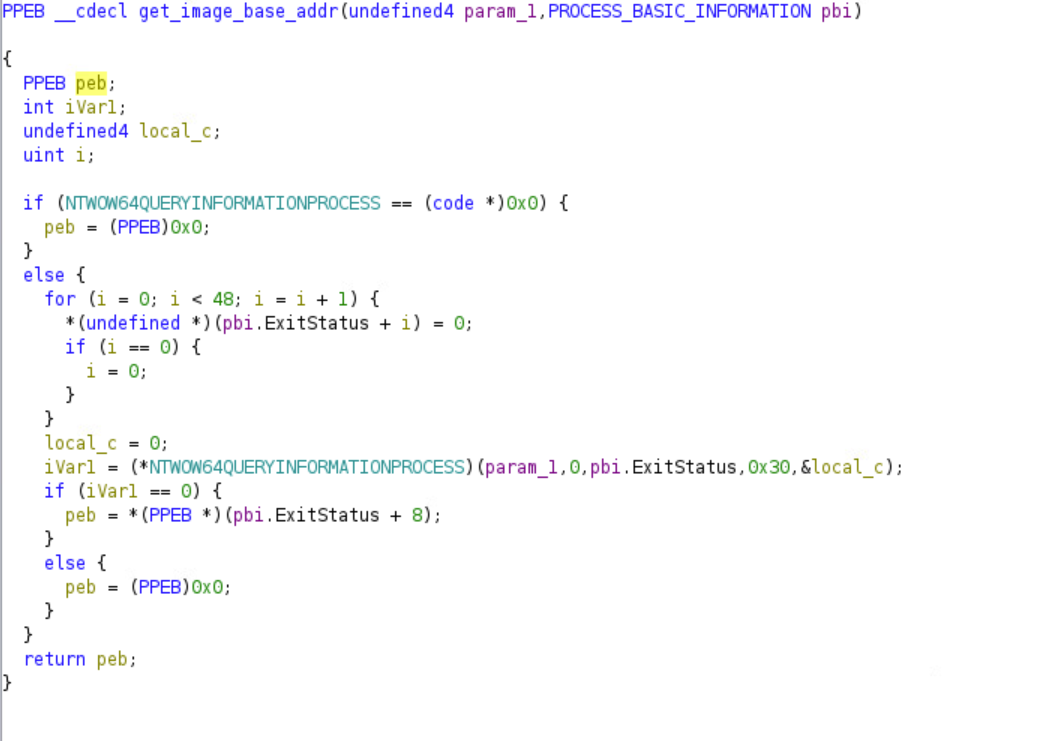 PPEB __cdecl get_image_base_addr(undefined4 param_1,PROCESS_BASIC_INFORMATION pbi)
{
PPEB peb;
int iVar1;
undefined4 local_c;
uint i;
if (NTWOW64QUERYINFORMATIONPROCESS == (code *)0x0) {
peb = (PPEB)0x0;
}
else {
for (i = 0; i < 48; i = i + 1) {
*(undefined *)(pbi.ExitStatus + i) = 0;
if (i == 0) {
i = 0;
}
}
local_c = 0;
iVar1 = (*NTWOW64QUERYINFORMATIONPROCESS)(param_1,0,pbi.ExitStatus,0x30,&local_c);
if (iVar1 == 0) {
peb = *(PPEB *)(pbi.ExitStatus + 8);
}
else {
peb = (PPEB)0x0;
}
}
return peb;
}